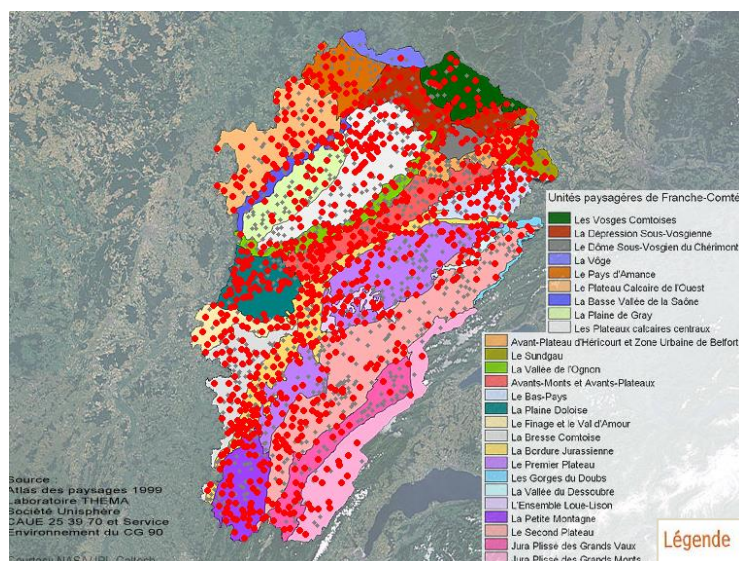 Unités paysagères de Franche-Comté
Les Vosges Comtoises
La Dépression Sous-Vosgienne
Le Dôme Sous-Vosgien du Chérimont
La Vôge
Le Pays d'Amance
Le Plateau Calcaire de l'Ouest
La Basse Vallée de la Saône
La Plaine de Gray
Les Plateaux calcaires centraux
Avant-Plateau d'Héricourt et Zone Urbaine de Belfort
Le Sundgau
La Vallée de l'Ognon
Avants-Monts et Avants-Plateaux
Le Bas-Pays
La Plaine Doloise
Le Finage et le Val d'Amour
La Bresse Comtoise
La Bordure Jurassienne
Le Premier Plateau
Les Gorges du Doubs
La Vallée du Dessoubre
L'Ensemble Loue-Lison
La Petite Montagne
Le Second Plateau
Jura Plissé des Grands Vaux
Jura Plissé des Grands Monts
Source
Atlas des paysages 1999
Laboratoire THEMA
Société Unisphère
CAUE 25 39 70 et Service
Environnement du CG 90
Courtesy NASA/JPL-Caltech
Légende